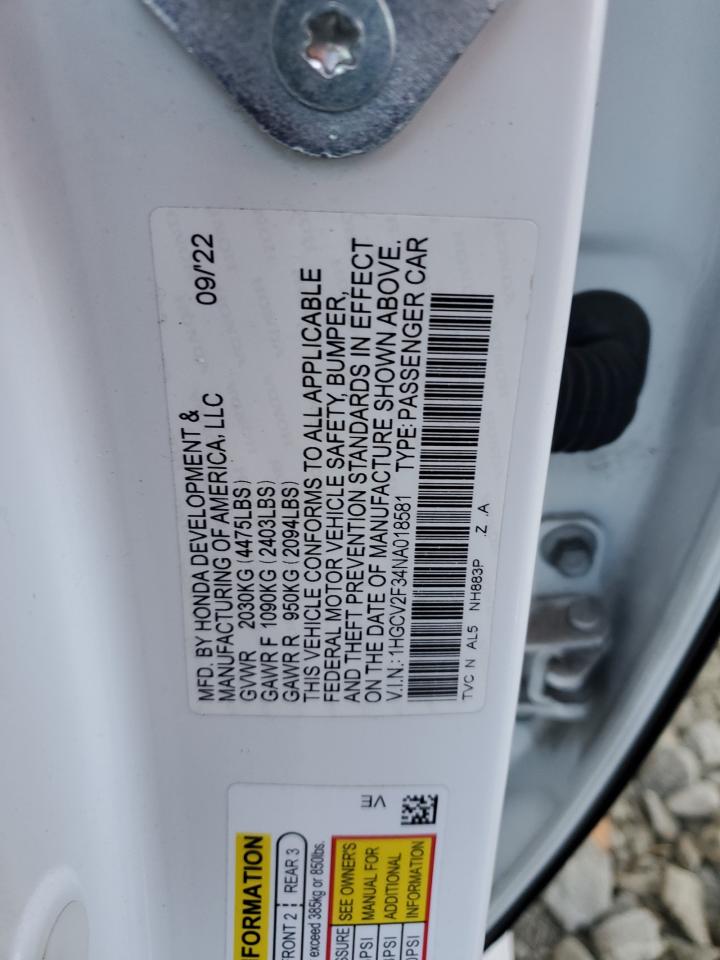 MFD. BY HONDA DEVELOPMENT & 09/'22
MANUFACTURING OF AMERICA, LLC
GVWR 2030KG (4475LBS)
GAWR F 1090KG (2403LBS)
GAWR R 950KG (2094LBS)
THIS VEHICLE CONFORMS TO ALL APPLICABLE
FEDERAL MOTOR VEHICLE SAFETY, BUMPER,
AND THEFT PREVENTION STANDARDS IN EFFECT
ON THE DATE OF MANUFACTURE SHOWN ABOVE.
V.I.N.: 1HGCV2F34NA018581 TYPE: PASSENGER CAR
TVC N AL5 NH883P .Z .A
VE
FORMATION
FRONT 2 REAR 3
exceed 385kg or 850lbs.
SSURE SEE OWNER'S
PSI MANUAL FOR
PSI ADDITIONAL
PSI INFORMATION